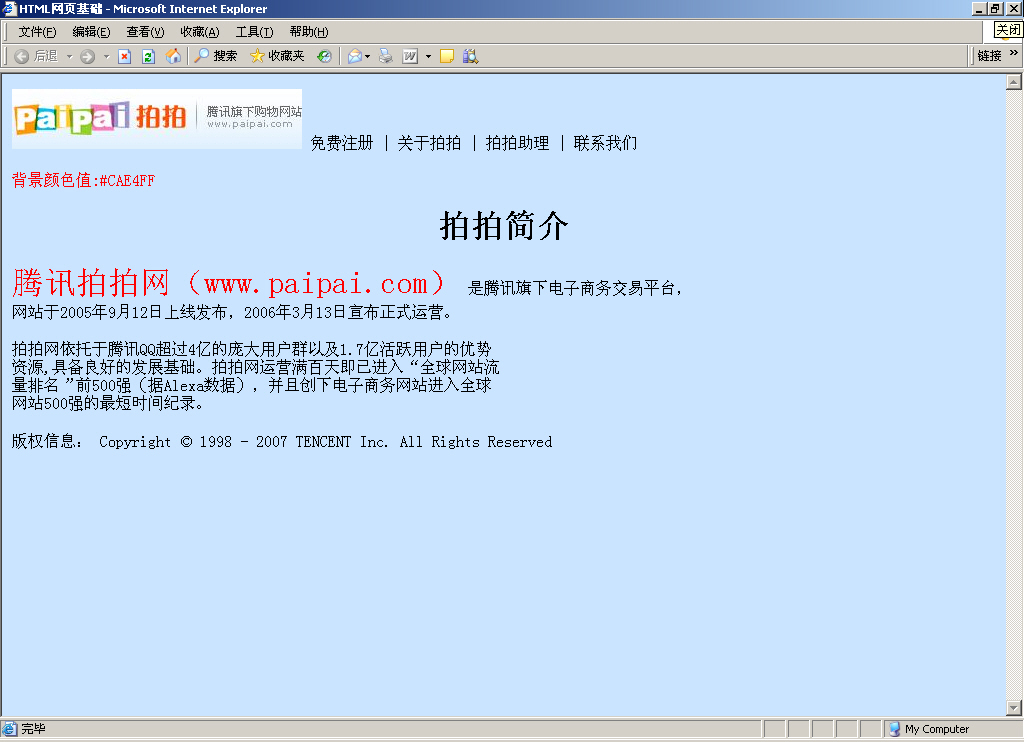 HTML网页基础 - Microsoft Internet Explorer
文件(F) 编辑(E) 查看(V) 收藏(A) 工具(T) 帮助(H)
关闭
后退 搜索 收藏夹 链接 »
PaiPai 拍拍 腾讯旗下购物网站
www.paipai.com
免费注册 | 关于拍拍 | 拍拍助理 | 联系我们
背景颜色值:#CAE4FF
拍拍简介
腾讯拍拍网（www.paipai.com） 是腾讯旗下电子商务交易平台,
网站于2005年9月12日上线发布，2006年3月13日宣布正式运营。
拍拍网依托于腾讯QQ超过4亿的庞大用户群以及1.7亿活跃用户的优势
资源,具备良好的发展基础。拍拍网运营满百天即已进入“全球网站流
量排名 ”前500强（据Alexa数据），并且创下电子商务网站进入全球
网站500强的最短时间纪录。
版权信息： Copyright © 1998 - 2007 TENCENT Inc. All Rights Reserved
完毕 My Computer